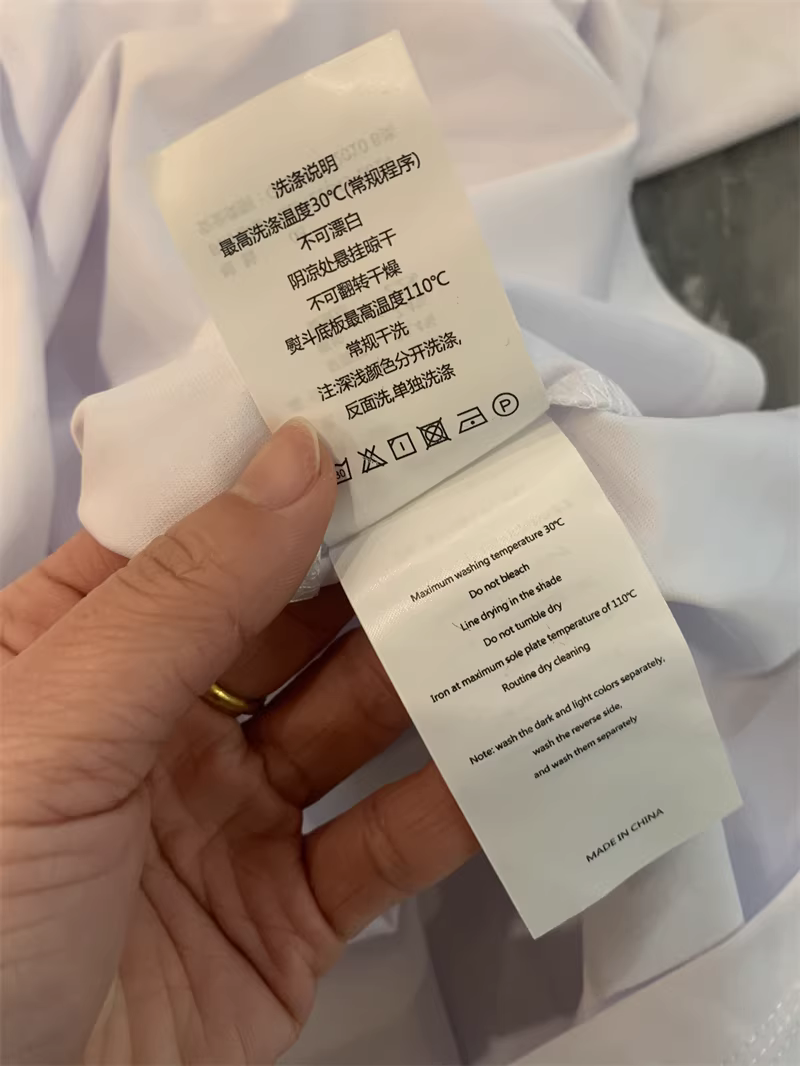 洗涤说明
最高洗涤温度30℃(常规程序)
不可漂白
阴凉处悬挂晾干
不可翻转干燥
熨斗底板最高温度110℃
常规干洗
注:深浅颜色分开洗涤,
反面洗,单独洗涤
30
P
Maximum washing temperature 30℃
Do not bleach
Line drying in the shade
Do not tumble dry
Iron at maximum sole plate temperature of 110℃
Routine dry cleaning
Note: wash the dark and light colors separately,
wash the reverse side,
and wash them separately
MADE IN CHINA